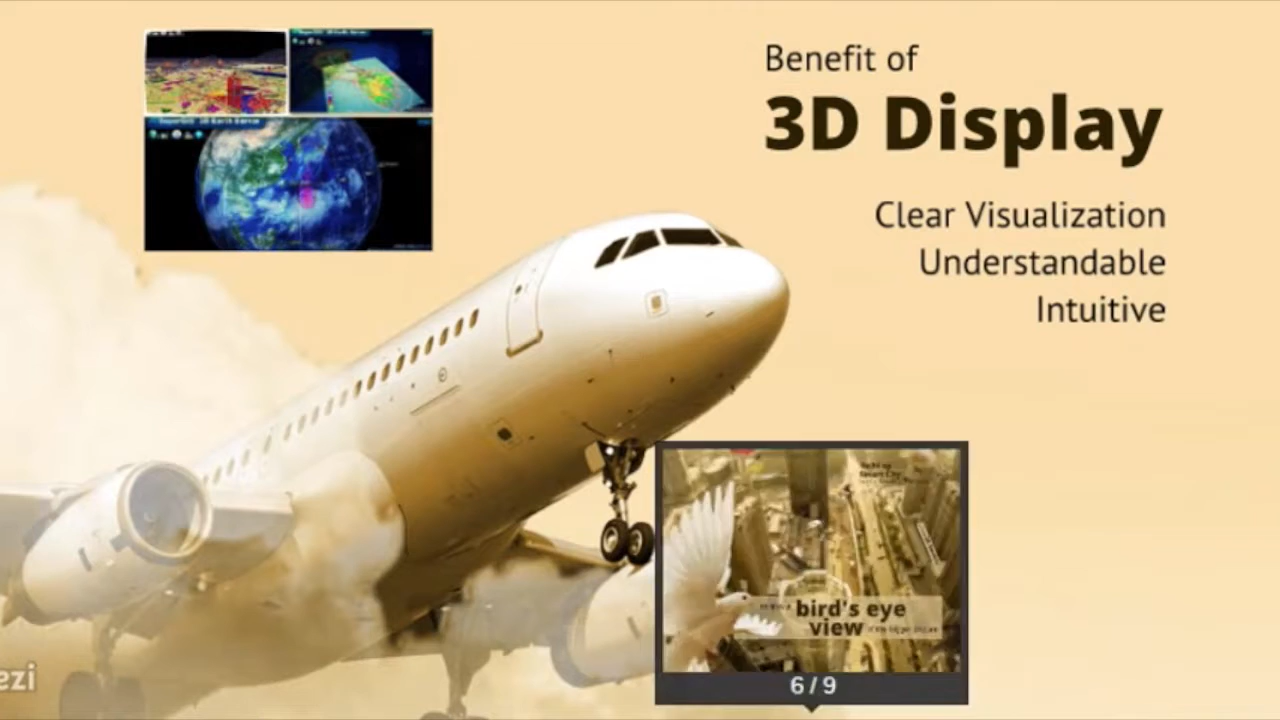 Benefit of
3D Display
Clear Visualization
Understandable
Intuitive
bird's eye
view
6 / 9
ezi